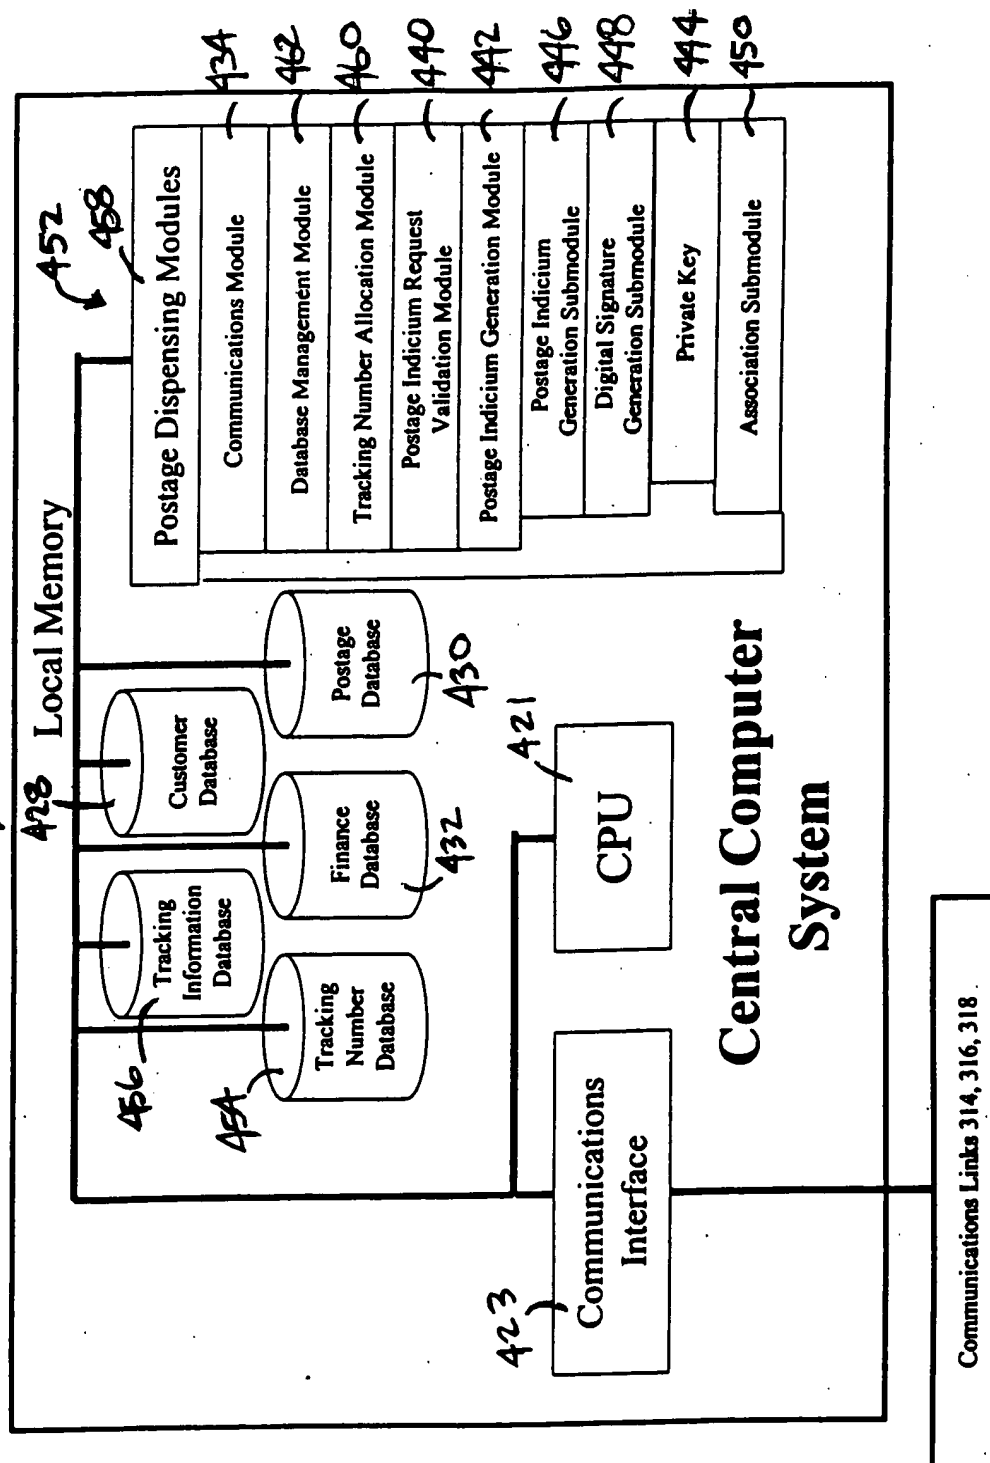 452
Local Memory
458
Postage Dispensing Modules
Communications Module
434
Database Management Module
462
Tracking Number Allocation Module
460
Postage Indicium Request
Validation Module
440
Postage Indicium Generation Module
442
Postage Indicium
Generation Submodule
446
Digital Signature
Generation Submodule
448
Private Key
444
Association Submodule
450
456
Tracking
Information
Database
428
Customer
Database
454
Tracking
Number
Database
Finance
Database
432
Postage
Database
430
423
Communications
Interface
421
CPU
Central Computer
System
Communications Links 314, 316, 318